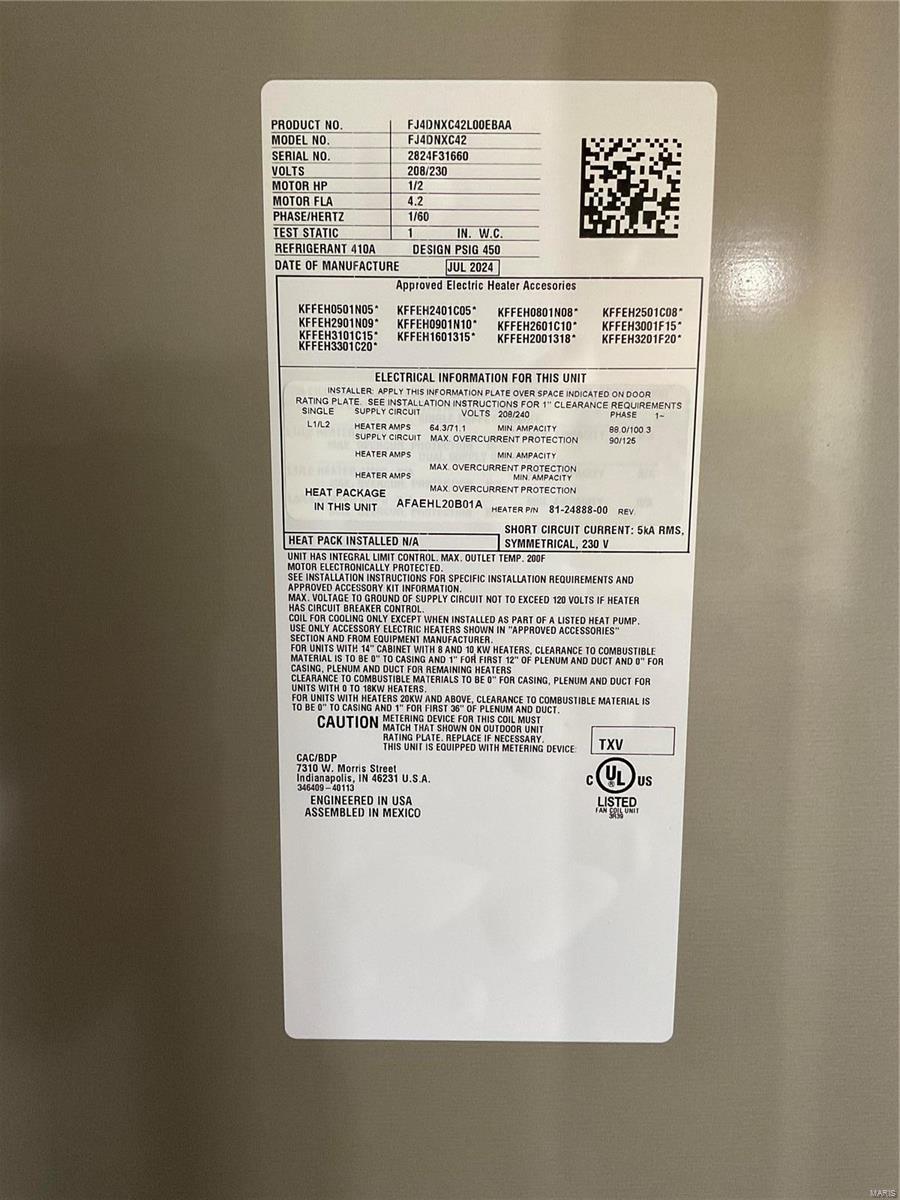 PRODUCT NO. FJ4DNXC42L00EBAA
MODEL NO. FJ4DNXC42
SERIAL NO. 2824F31660
VOLTS 208/230
MOTOR HP 1/2
MOTOR FLA 4.2
PHASE/HERTZ 1/60
TEST STATIC 1 IN. W.C.
REFRIGERANT 410A DESIGN PSIG 450
DATE OF MANUFACTURE JUL 2024
Approved Electric Heater Accesories
KFFEH0501N05* KFFEH2401C05* KFFEH0801N08* KFFEH2501C08*
KFFEH2901N09* KFFEH0901N10* KFFEH2601C10* KFFEH3001F15*
KFFEH3101C15* KFFEH1601315* KFFEH2001318* KFFEH3201F20*
KFFEH3301C20*
ELECTRICAL INFORMATION FOR THIS UNIT
INSTALLER: APPLY THIS INFORMATION PLATE OVER SPACE INDICATED ON DOOR
RATING PLATE. SEE INSTALLATION INSTRUCTIONS FOR 1" CLEARANCE REQUIREMENTS
SINGLE SUPPLY CIRCUIT VOLTS 208/240 PHASE 1~
L1/L2 HEATER AMPS 64.3/71.1 MIN. AMPACITY 88.0/100.3
SUPPLY CIRCUIT MAX. OVERCURRENT PROTECTION 90/125
HEATER AMPS MIN. AMPACITY
MAX. OVERCURRENT PROTECTION
HEATER AMPS MIN. AMPACITY
MAX. OVERCURRENT PROTECTION
HEAT PACKAGE
IN THIS UNIT AFAEHL20B01A HEATER P/N 81-24888-00 REV.
SHORT CIRCUIT CURRENT: 5kA RMS,
HEAT PACK INSTALLED N/A SYMMETRICAL, 230 V
UNIT HAS INTEGRAL LIMIT CONTROL. MAX. OUTLET TEMP. 200F
MOTOR ELECTRONICALLY PROTECTED.
SEE INSTALLATION INSTRUCTIONS FOR SPECIFIC INSTALLATION REQUIREMENTS AND
APPROVED ACCESSORY KIT INFORMATION.
MAX. VOLTAGE TO GROUND OF SUPPLY CIRCUIT NOT TO EXCEED 120 VOLTS IF HEATER
HAS CIRCUIT BREAKER CONTROL.
COIL FOR COOLING ONLY EXCEPT WHEN INSTALLED AS PART OF A LISTED HEAT PUMP.
USE ONLY ACCESSORY ELECTRIC HEATERS SHOWN IN "APPROVED ACCESSORIES"
SECTION AND FROM EQUIPMENT MANUFACTURER.
FOR UNITS WITH 14" CABINET WITH 8 AND 10 KW HEATERS, CLEARANCE TO COMBUSTIBLE
MATERIAL IS TO BE 0" TO CASING AND 1" FOR FIRST 12" OF PLENUM AND DUCT AND 0" FOR
CASING, PLENUM AND DUCT FOR REMAINING HEATERS
CLEARANCE TO COMBUSTIBLE MATERIALS TO BE 0" FOR CASING, PLENUM AND DUCT FOR
UNITS WITH 0 TO 18KW HEATERS.
FOR UNITS WITH HEATERS 20KW AND ABOVE, CLEARANCE TO COMBUSTIBLE MATERIAL IS
TO BE 0" TO CASING AND 1" FOR FIRST 36" OF PLENUM AND DUCT.
CAUTION METERING DEVICE FOR THIS COIL MUST
MATCH THAT SHOWN ON OUTDOOR UNIT
RATING PLATE. REPLACE IF NECESSARY.
THIS UNIT IS EQUIPPED WITH METERING DEVICE: TXV
CAC/BDP
7310 W. Morris Street
Indianapolis, IN 46231 U.S.A.
346409-40113
ENGINEERED IN USA
ASSEMBLED IN MEXICO
C UL US
LISTED
FAN COIL UNIT
3R39
MARIS